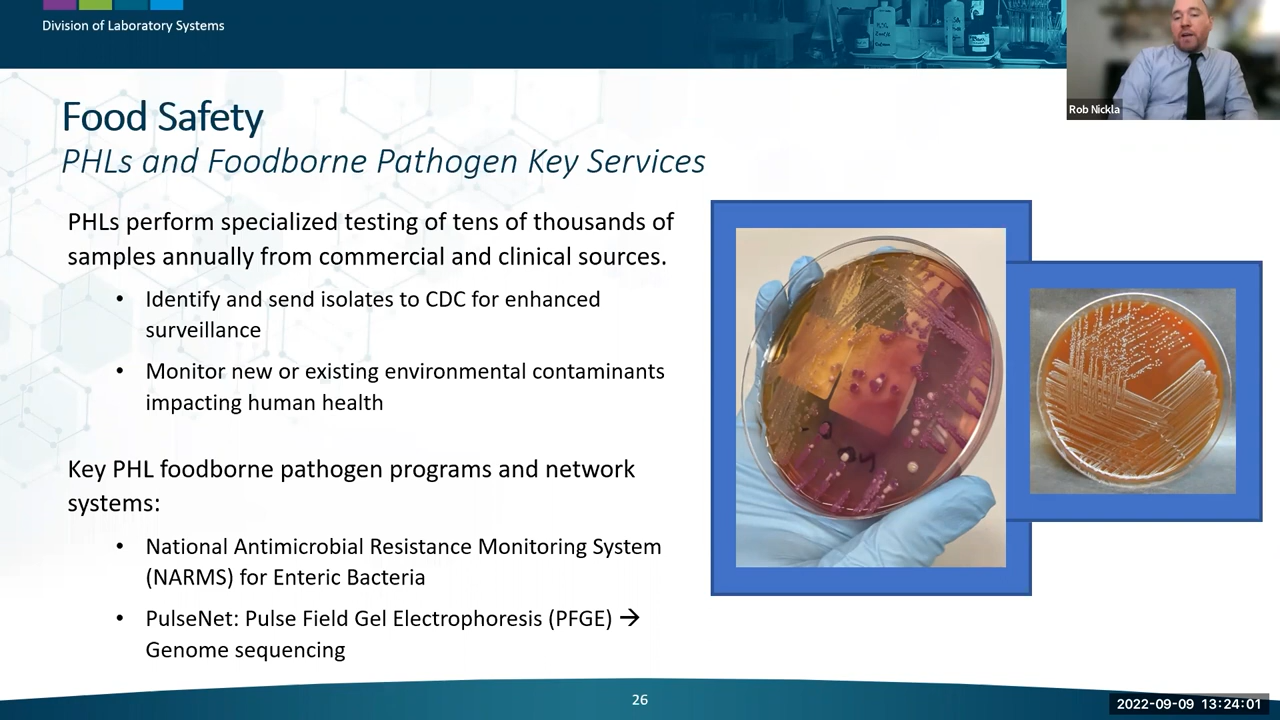 Division of Laboratory Systems
Rob Nickla
Food Safety
PHLs and Foodborne Pathogen Key Services
PHLs perform specialized testing of tens of thousands of
samples annually from commercial and clinical sources.
• Identify and send isolates to CDC for enhanced
surveillance
• Monitor new or existing environmental contaminants
impacting human health
Key PHL foodborne pathogen programs and network
systems:
• National Antimicrobial Resistance Monitoring System
(NARMS) for Enteric Bacteria
• PulseNet: Pulse Field Gel Electrophoresis (PFGE) →
Genome sequencing
26
2022-09-09 13:24:01